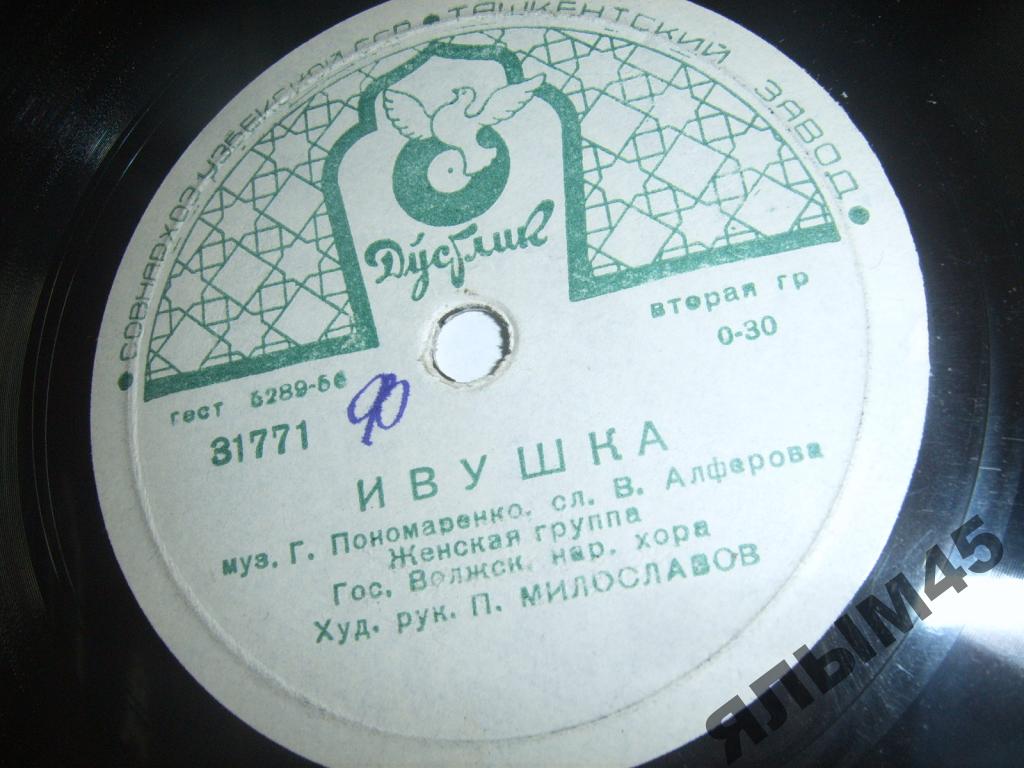 СОВНАРХОЗ УЗБЕКСКОЙ ССР • ТАШКЕНТСКИЙ ЗАВОД
Дӯстлик
вторая гр
0-30
гост 5289-56
31771
ИВУШКА
муз. Г. Пономаренко, сл. В. Алферова
Женская группа
Гос. Волжск. нар. хора
Худ. рук. П. МИЛОСЛАВОВ
ЯЛЫМ45